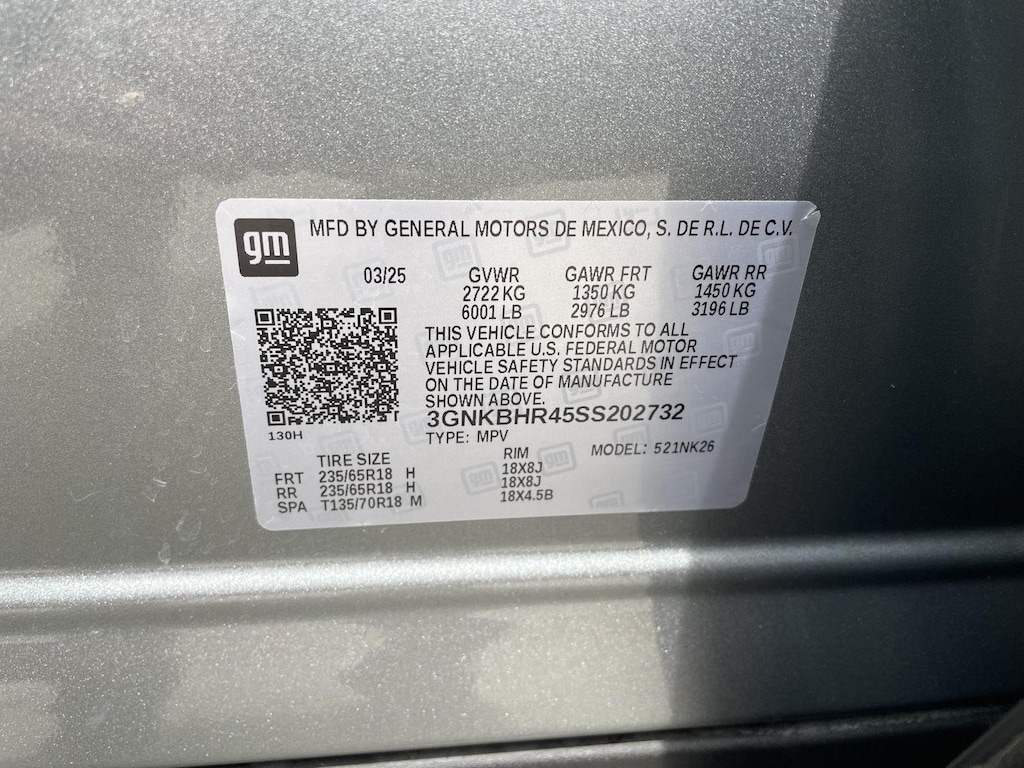 gm
MFD BY GENERAL MOTORS DE MEXICO, S. DE R.L. DE C.V.
03/25 GVWR GAWR FRT GAWR RR
2722 KG 1350 KG 1450 KG
6001 LB 2976 LB 3196 LB
THIS VEHICLE CONFORMS TO ALL
APPLICABLE U.S. FEDERAL MOTOR
VEHICLE SAFETY STANDARDS IN EFFECT
ON THE DATE OF MANUFACTURE
SHOWN ABOVE.
3GNKBHR45SS202732
130H
TYPE: MPV MODEL: 521NK26
TIRE SIZE RIM
FRT 235/65R18 H 18X8J
RR 235/65R18 H 18X8J
SPA T135/70R18 M 18X4.5B